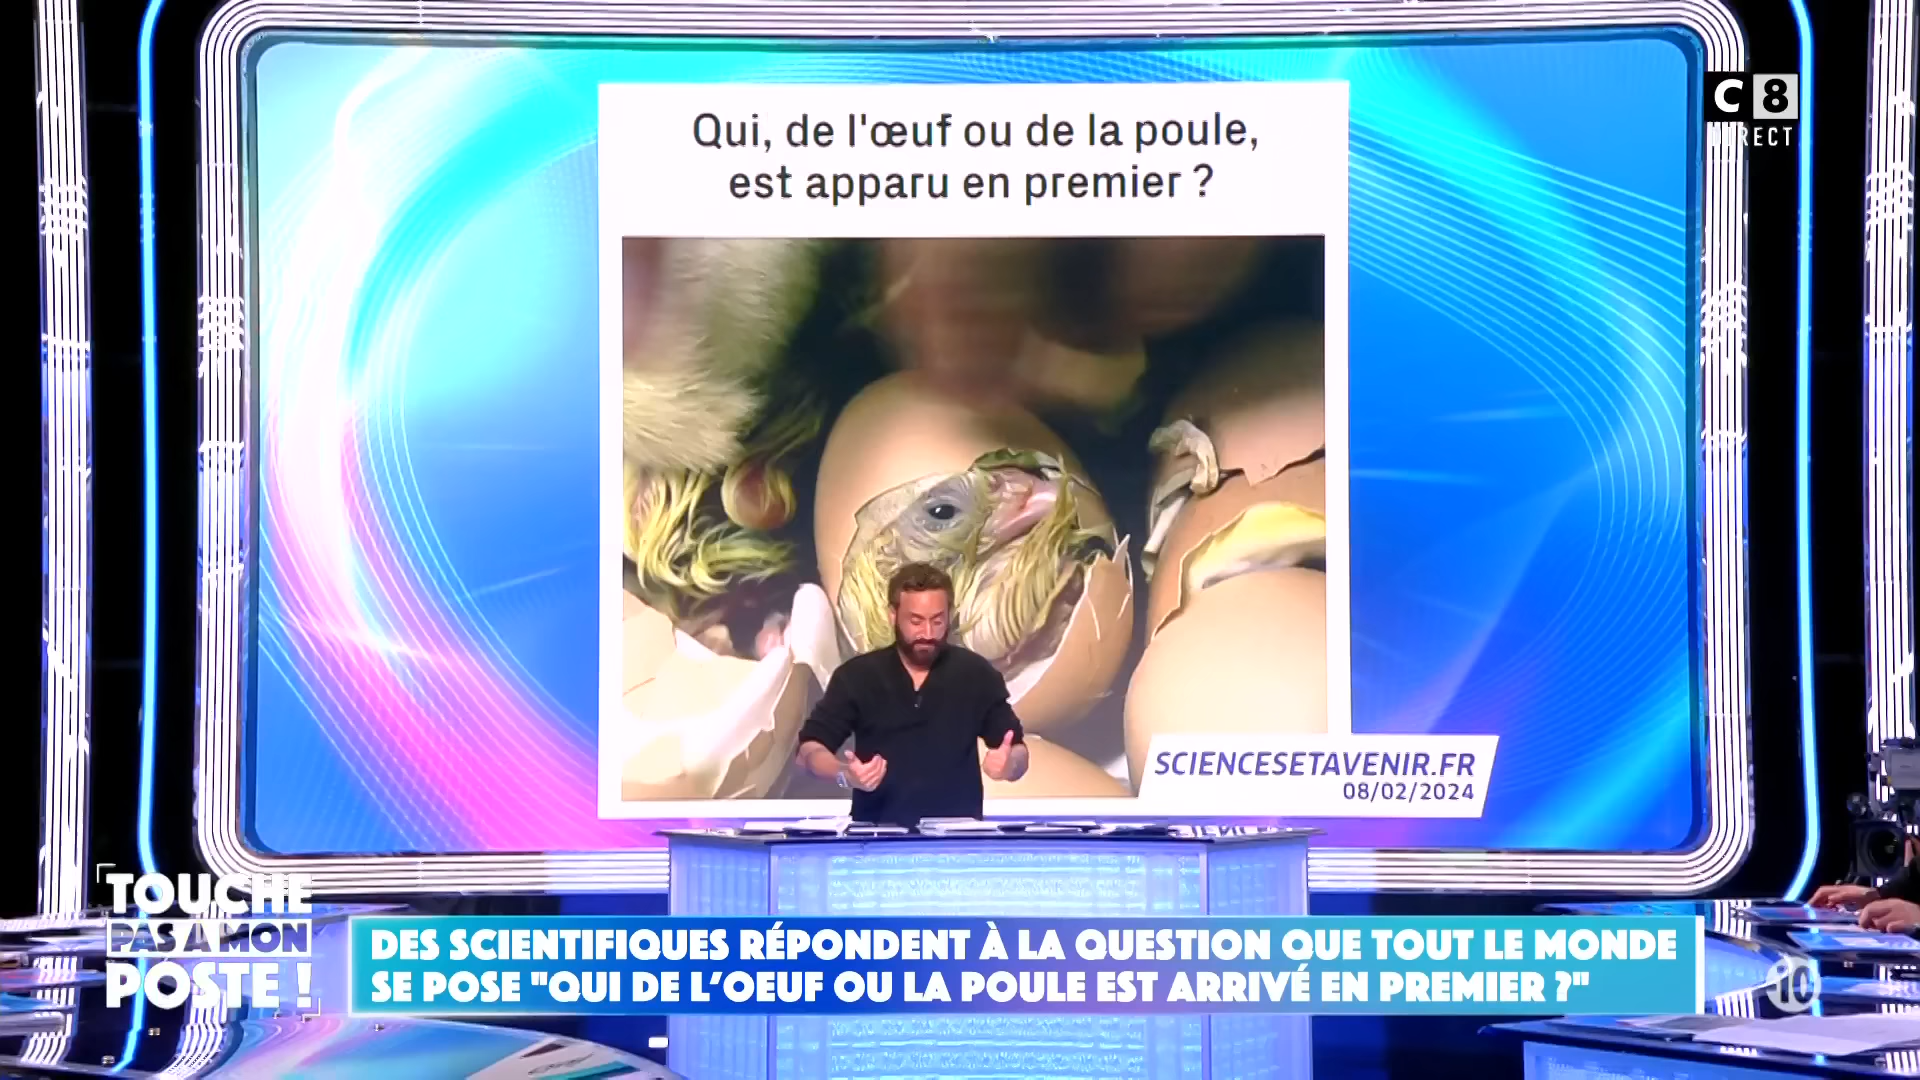 Qui, de l'œuf ou de la poule,
est apparu en premier ?
C8
DIRECT
SCIENCESETAVENIR.FR
08/02/2024
TOUCHE
PAS A MON
POSTE !
DES SCIENTIFIQUES RÉPONDENT À LA QUESTION QUE TOUT LE MONDE
SE POSE "QUI DE L'OEUF OU LA POULE EST ARRIVÉ EN PREMIER ?"
10